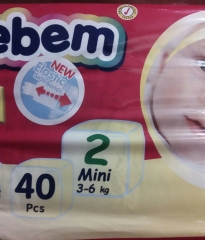 ebem
NEW
ELASTIC
2
Mini
3-6 kg
40
Pcs